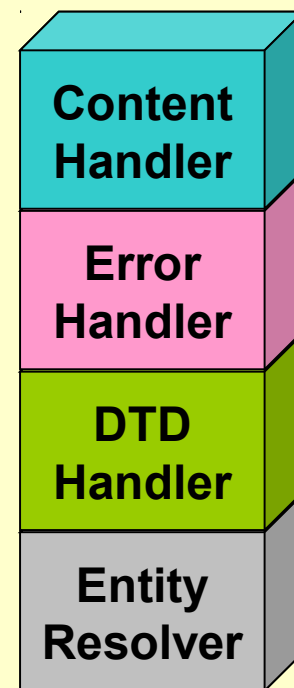 Content
Handler
Error
Handler
DTD
Handler
Entity
Resolver